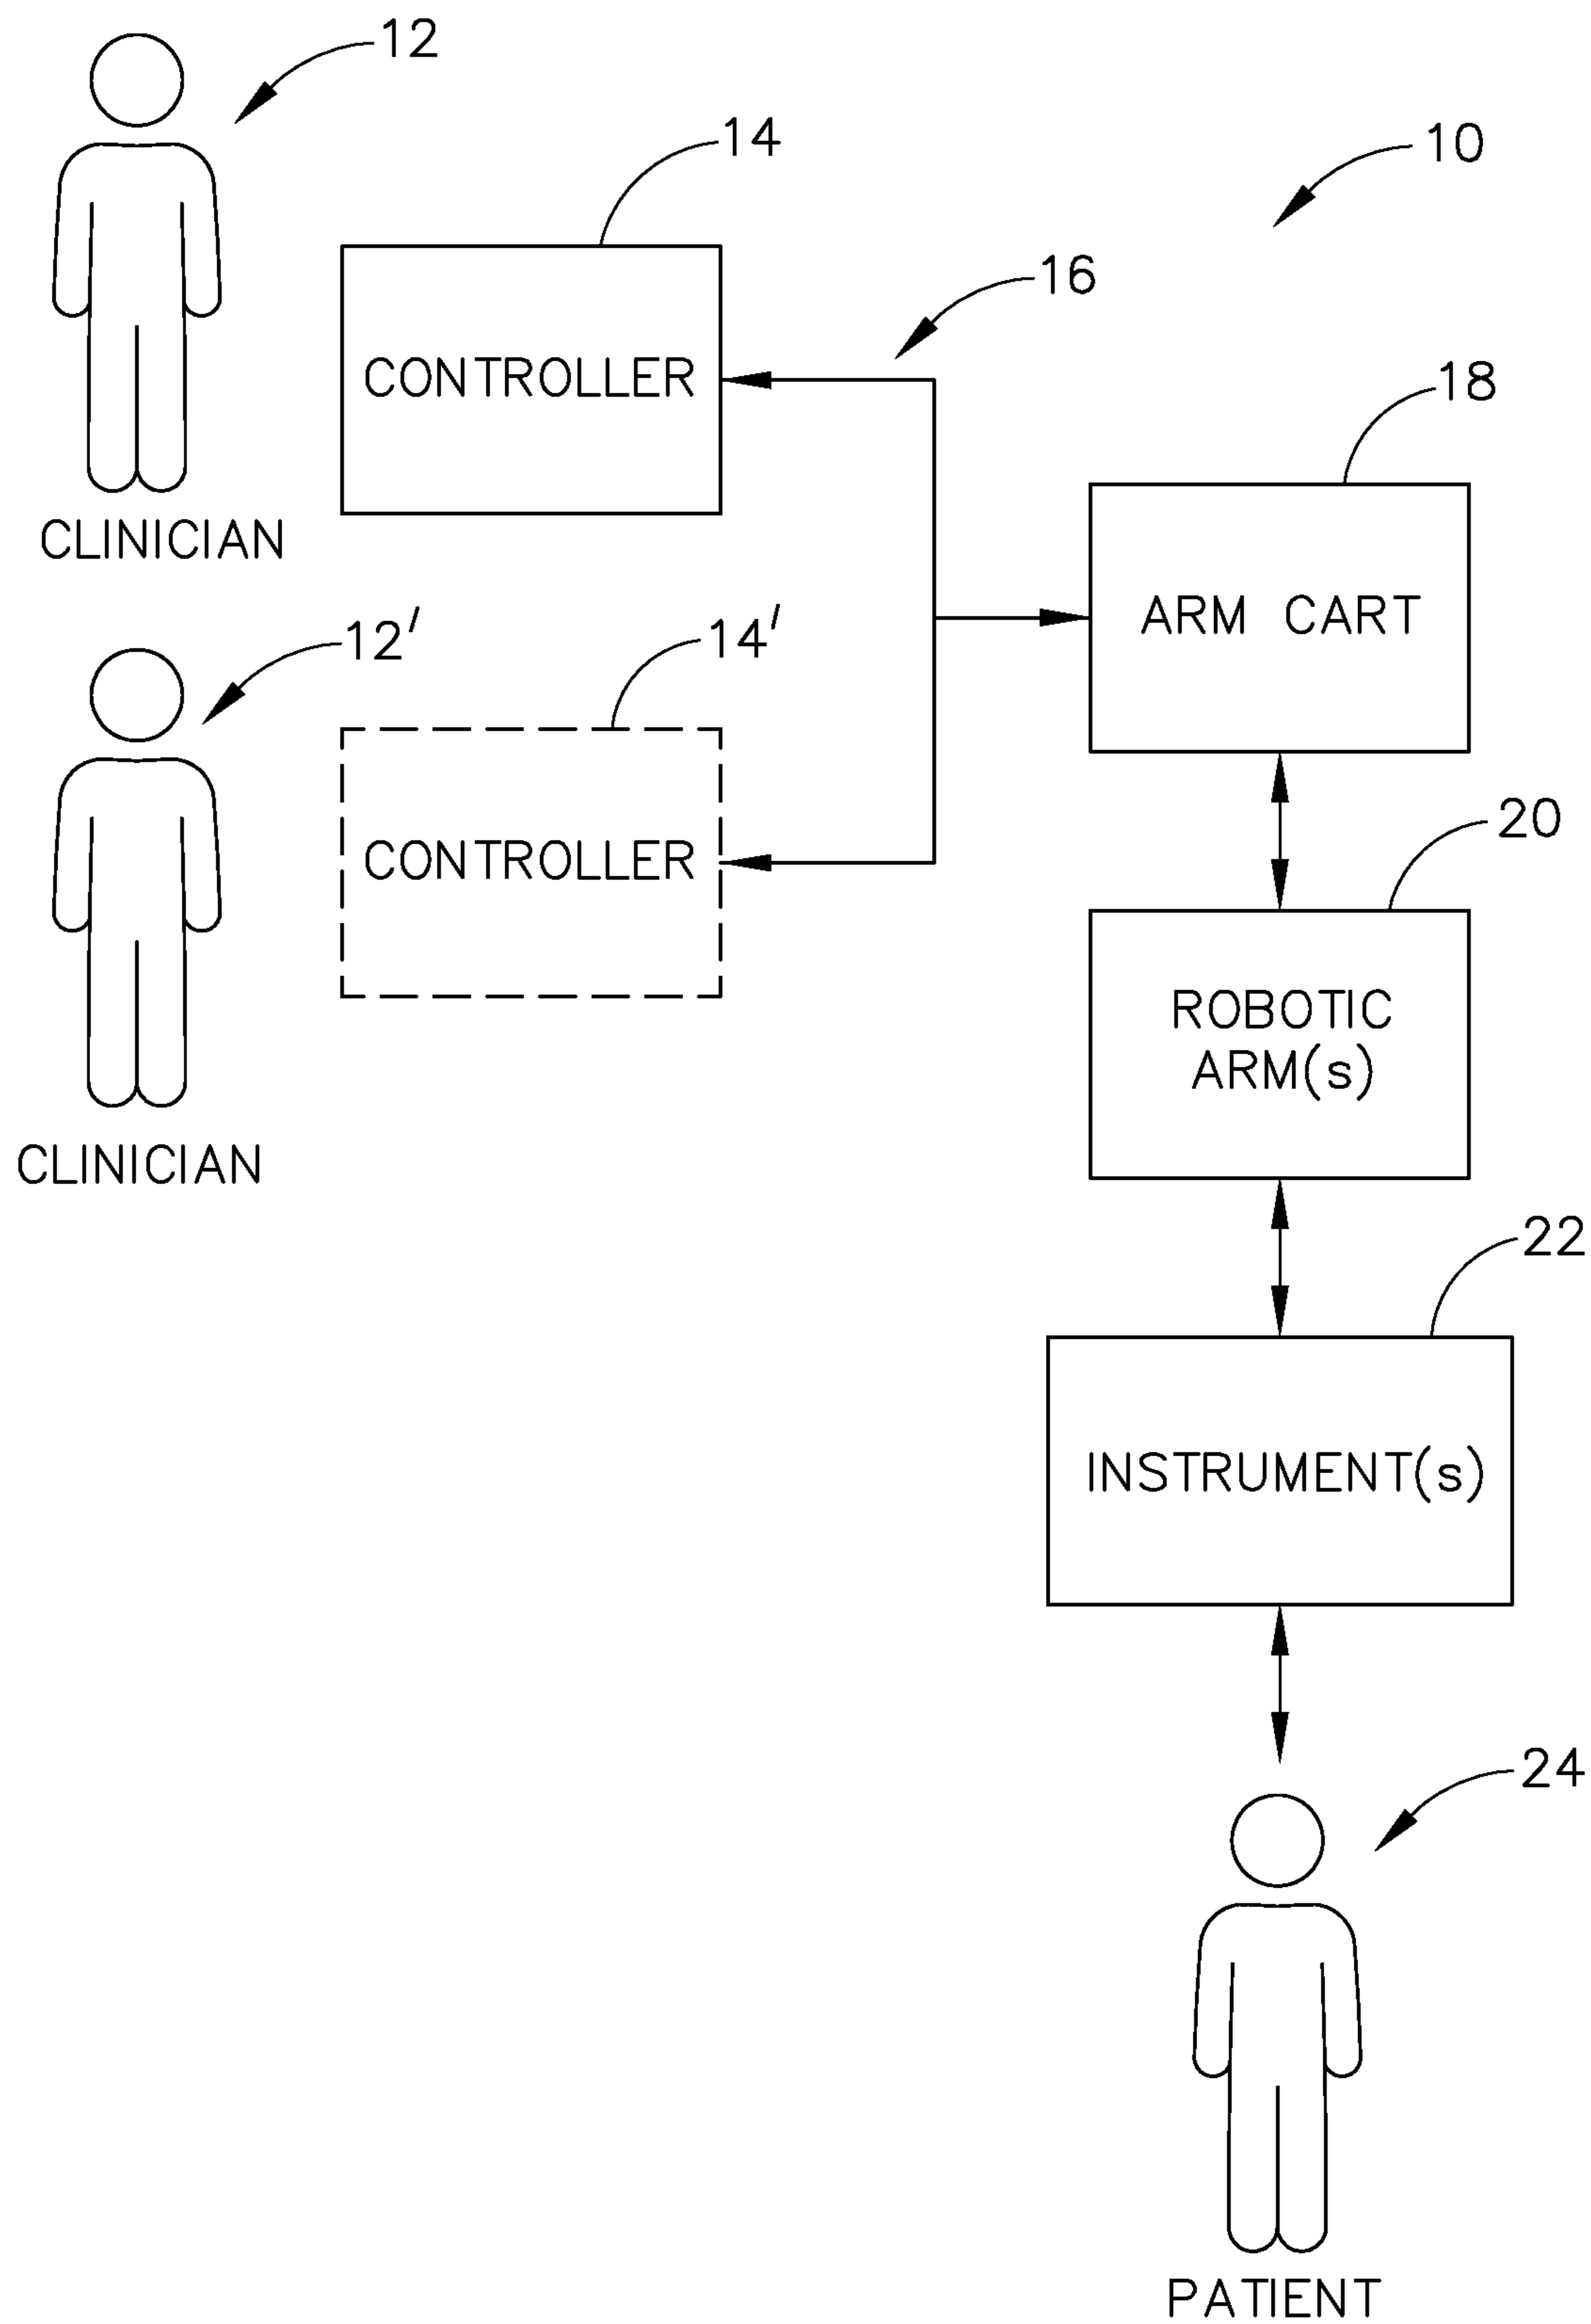 12
14
10
16
CONTROLLER
18
CLINICIAN
ARM CART
12'
14'
CONTROLLER
20
ROBOTIC
ARM(s)
CLINICIAN
22
INSTRUMENT(s)
24
PATIENT